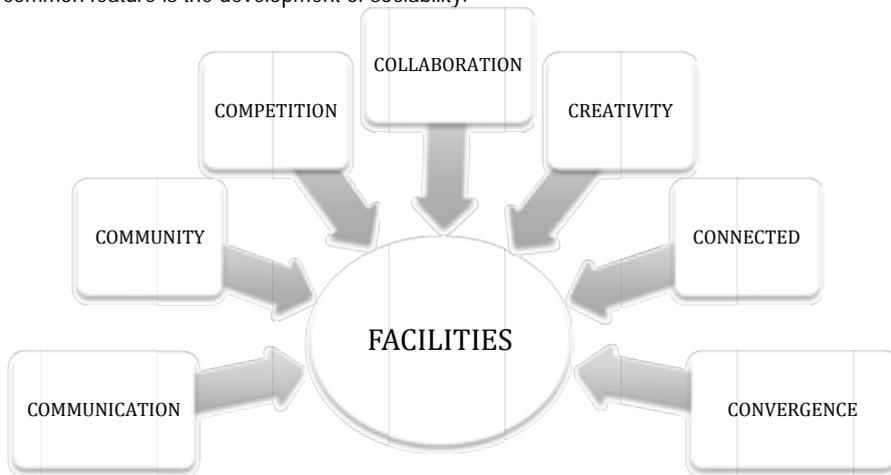 common feature is the development of sociability.
COLLABORATION
COMPETITION
CREATIVITY
COMMUNITY
CONNECTED
FACILITIES
COMMUNICATION
CONVERGENCE